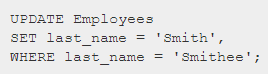 UPDATE Employees
SET last_name = 'Smith',
WHERE last_name = 'Smithee';